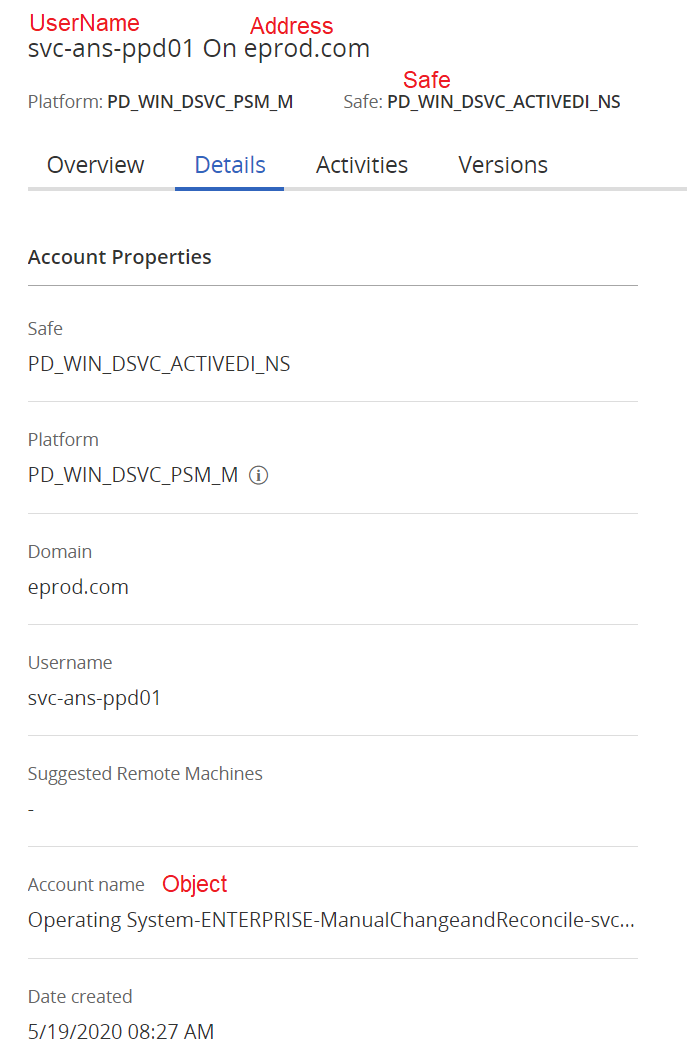 UserName
Address
svc-ans-ppd01 On eprod.com
Safe
Platform: PD_WIN_DSVC_PSM_M Safe: PD_WIN_DSVC_ACTIVEDI_NS
Overview Details Activities Versions
Account Properties
Safe
PD_WIN_DSVC_ACTIVEDI_NS
Platform
PD_WIN_DSVC_PSM_M
Domain
eprod.com
Username
svc-ans-ppd01
Suggested Remote Machines
-
Account name Object
Operating System-ENTERPRISE-ManualChangeandReconcile-svc...
Date created
5/19/2020 08:27 AM